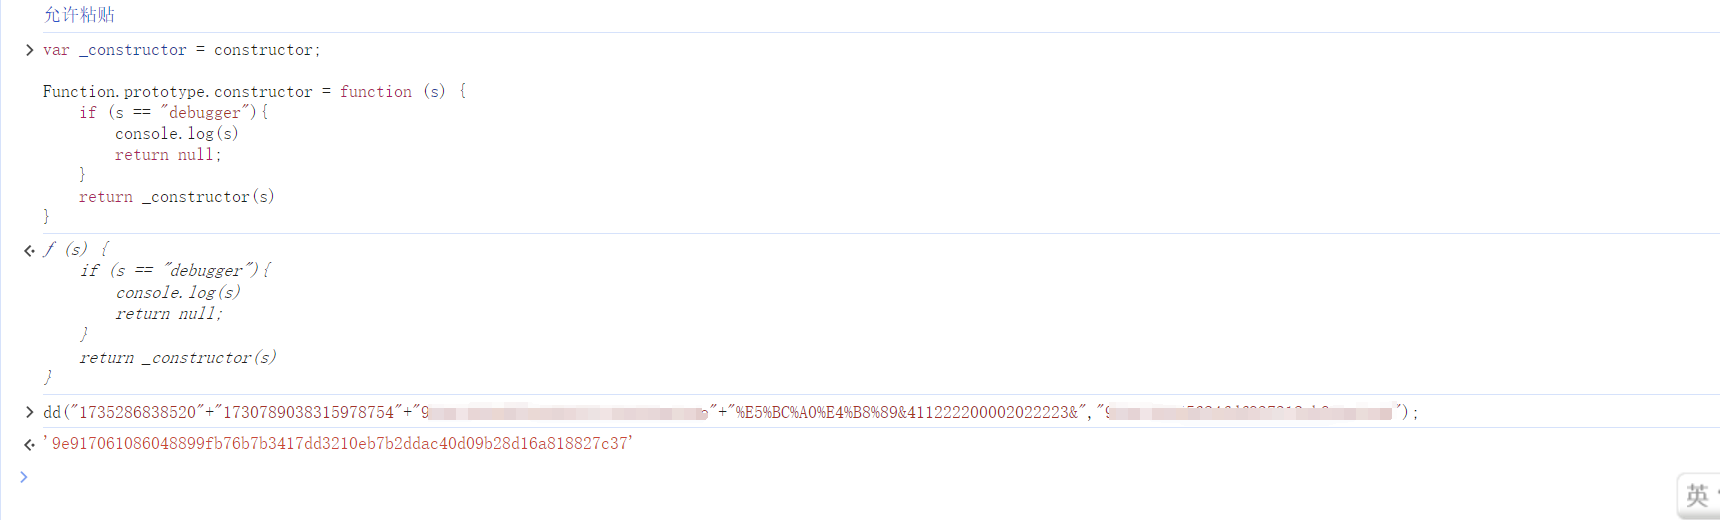 允许粘贴
var _constructor = constructor;
Function.prototype.constructor = function (s) {
if (s == "debugger"){
console.log(s)
return null;
}
return _constructor(s)
}
f (s) {
if (s == "debugger"){
console.log(s)
return null;
}
return _constructor(s)
}
dd("1735286838520"+"1730789038315978754"+"9 "+"%E5%BC%A0%E4%B8%89&411222200002022223&","9 ");
'9e917061086048899fb76b7b3417dd3210eb7b2ddac40d09b28d16a818827c37'
英